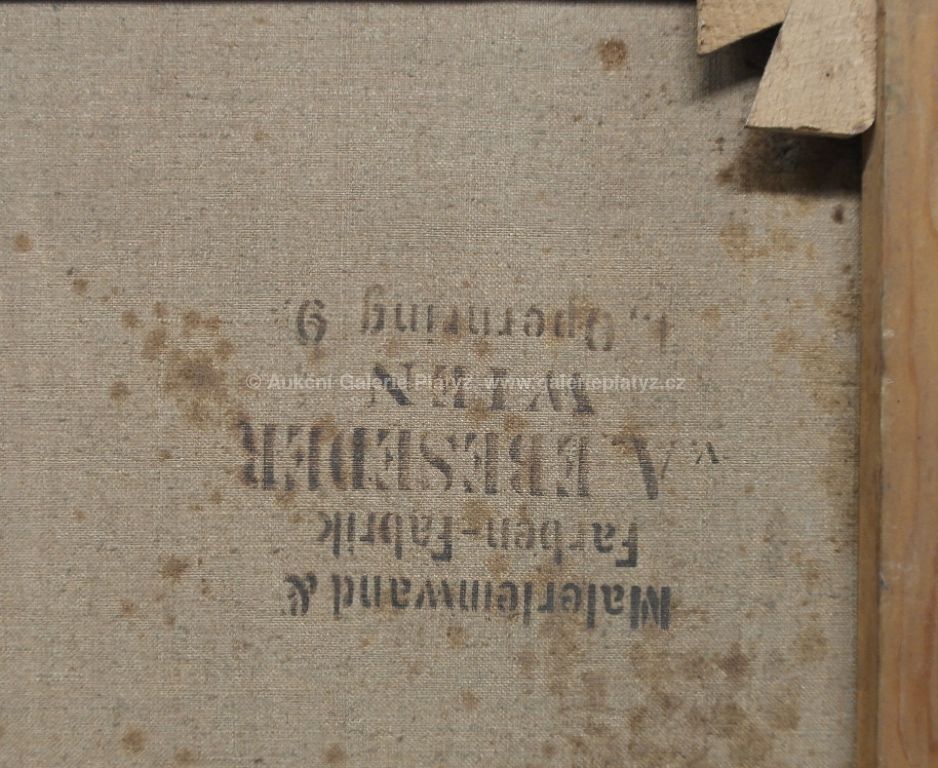 Malerleinwand &
Farben-Fabrik
v. A. EBESEDER
WIEN
I., Opernring 9.
© Aukční Galerie Platýz, www.galerieplatyz.cz